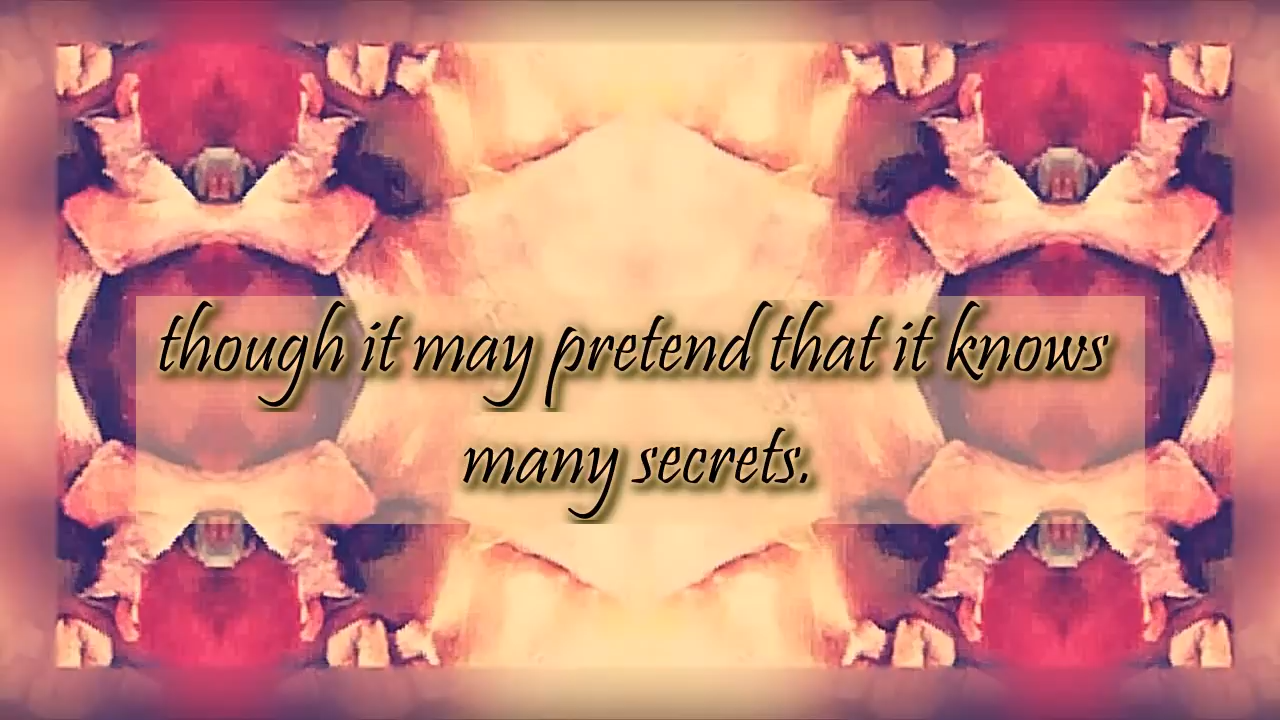 though it may pretend that it knows
many secrets.